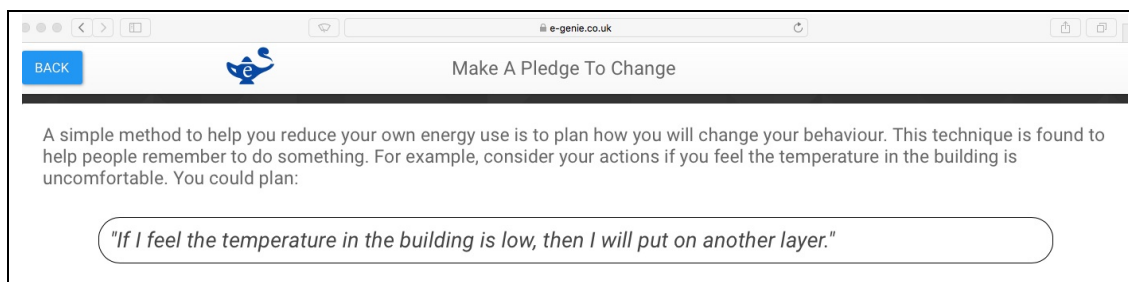 e-genie.co.uk
BACK
e
Make A Pledge To Change
A simple method to help you reduce your own energy use is to plan how you will change your behaviour. This technique is found to
help people remember to do something. For example, consider your actions if you feel the temperature in the building is
uncomfortable. You could plan:
"If I feel the temperature in the building is low, then I will put on another layer."